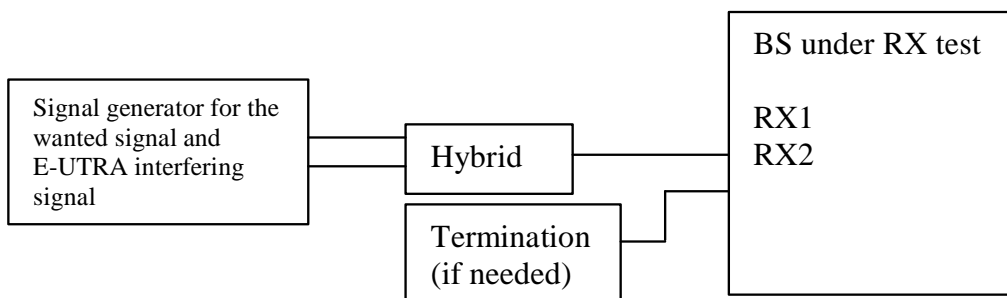 Signal generator for the
wanted signal and
E-UTRA interfering
signal
Hybrid
Termination
(if needed)
BS under RX test
RX1
RX2